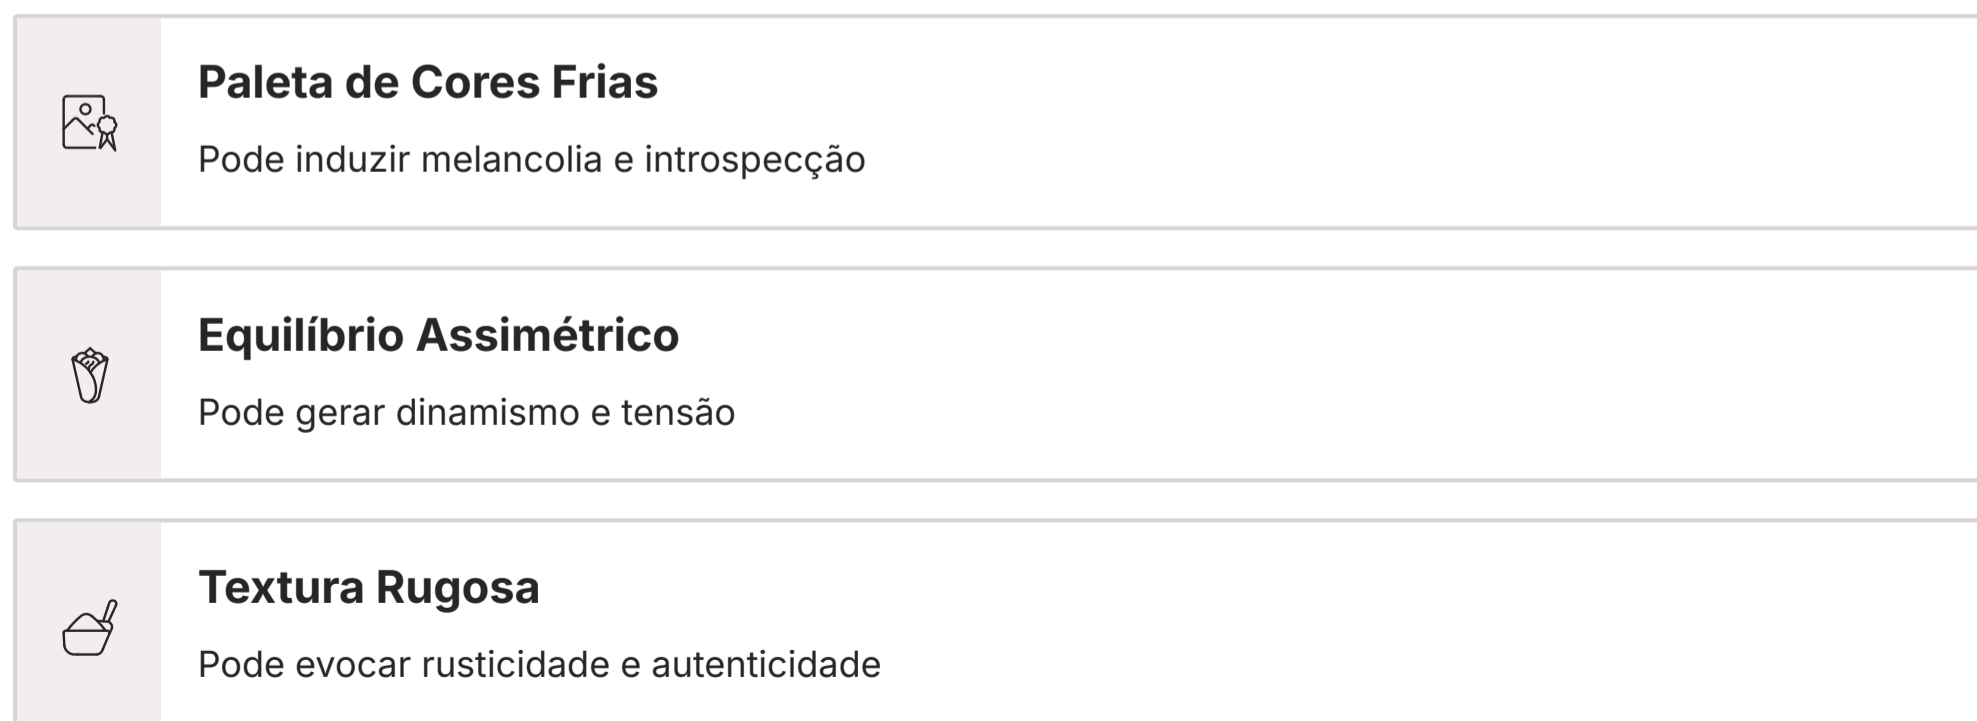 Paleta de Cores Frias
Pode induzir melancolia e introspecção
Equilíbrio Assimétrico
Pode gerar dinamismo e tensão
Textura Rugosa
Pode evocar rusticidade e autenticidade